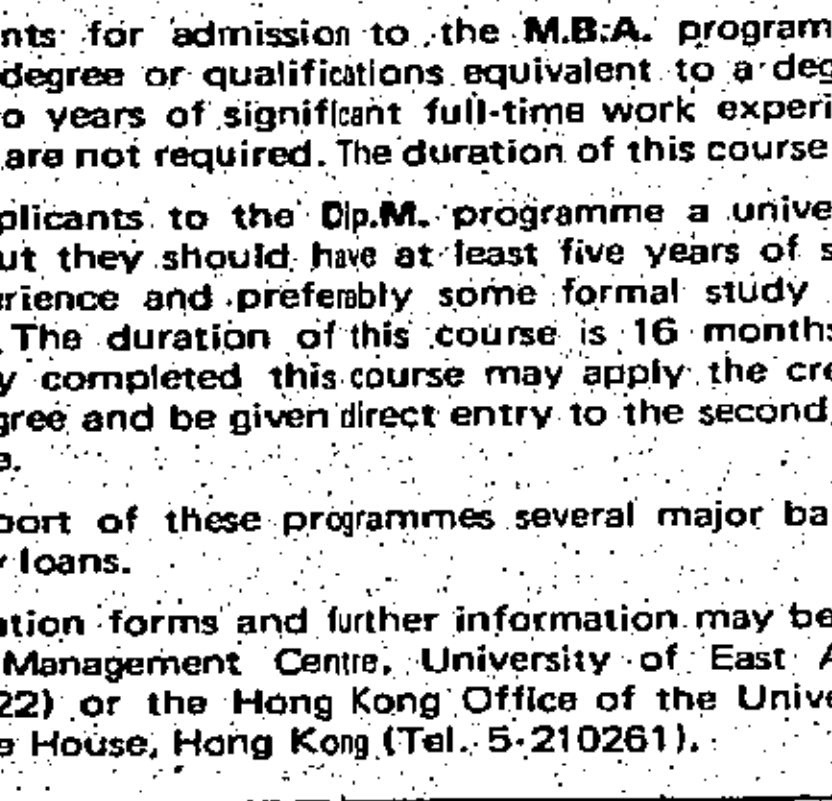 nts for admission to the M.B.A. program
degree or qualifications equivalent to a deg
o years of significant full-time work experi
are not required. The duration of this course
plicants to the Dip.M. programme a unive
ut they should have at least five years of s
erience and preferably some formal study
. The duration of this course is 16 months
y completed this course may apply the cre
gree and be given direct entry to the second
e.
port of these programmes several major ba
y loans.
ation forms and further information may be
Management Centre, University of East A
22) or the Hong Kong Office of the Unive
e House, Hong Kong (Tel. 5-210261).